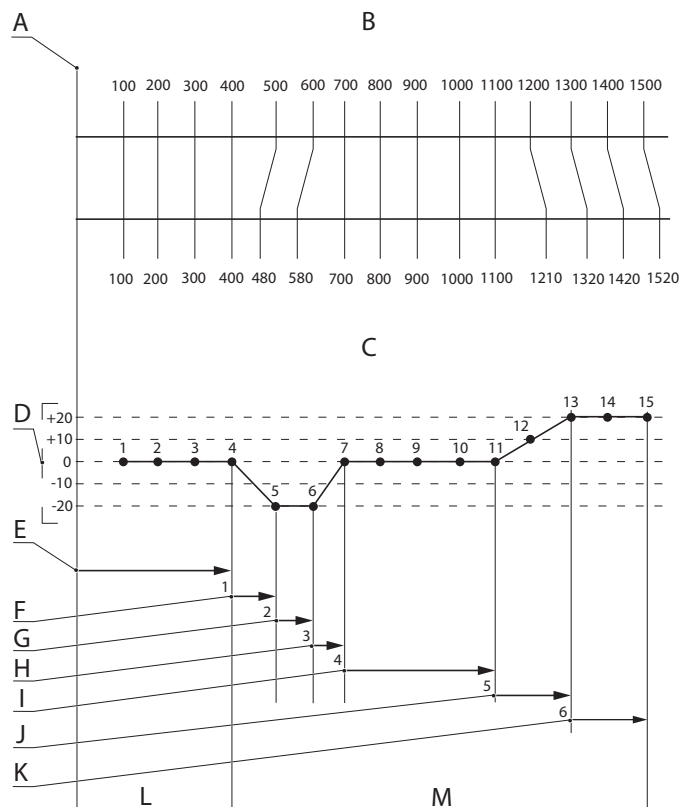 A
B
100 200 300 400 500 600 700 800 900 1000 1100 1200 1300 1400 1500
100 200 300 400 480 580 700 800 900 1000 1100 1210 1320 1420 1520
C
D
+20
+10
0
-10
-20
1 2 3 4 5 6 7 8 9 10 11 12 13 14 15
E
F 1
G 2
H 3
I 4
J 5
K 6
L M